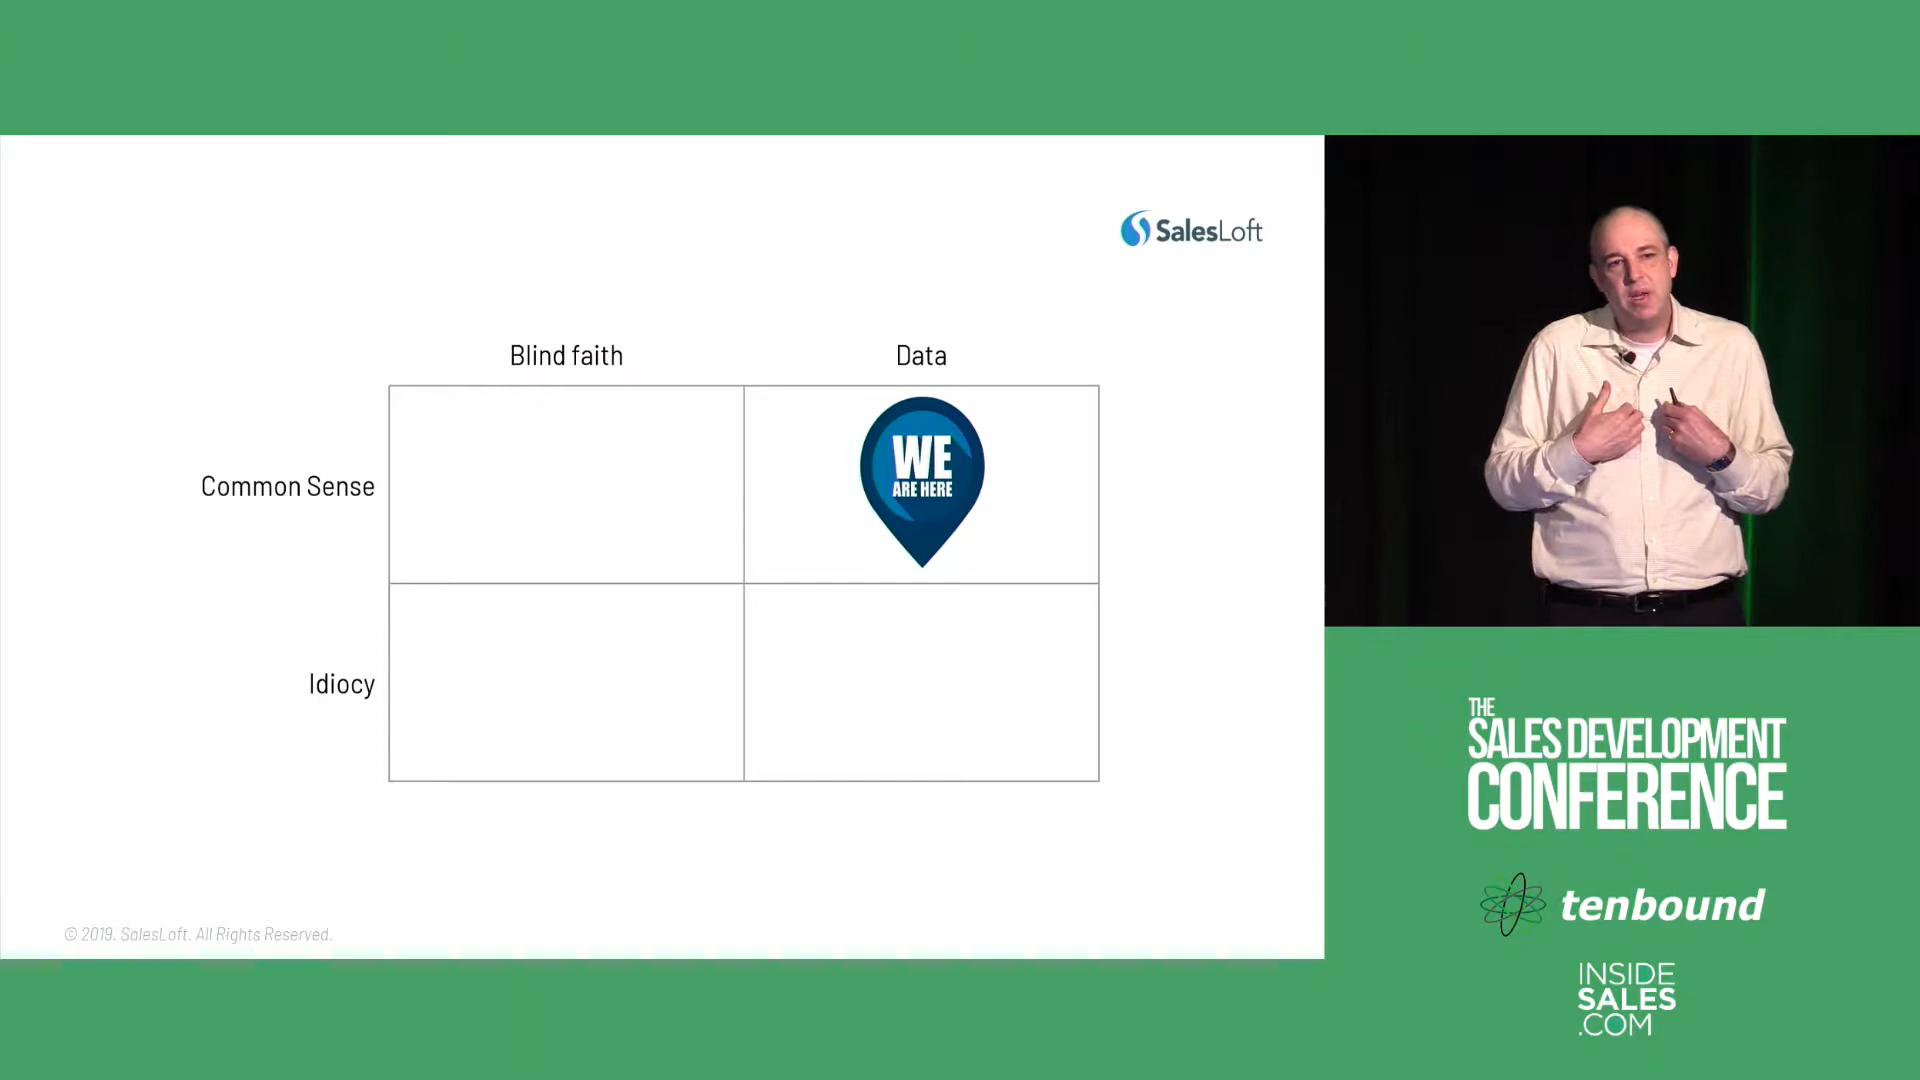 SalesLoft
Blind faith
Data
Common Sense
WE
ARE HERE
Idiocy
© 2019. SalesLoft. All Rights Reserved.
THE
SALES DEVELOPMENT
CONFERENCE
tenbound
INSIDE
SALES
.COM